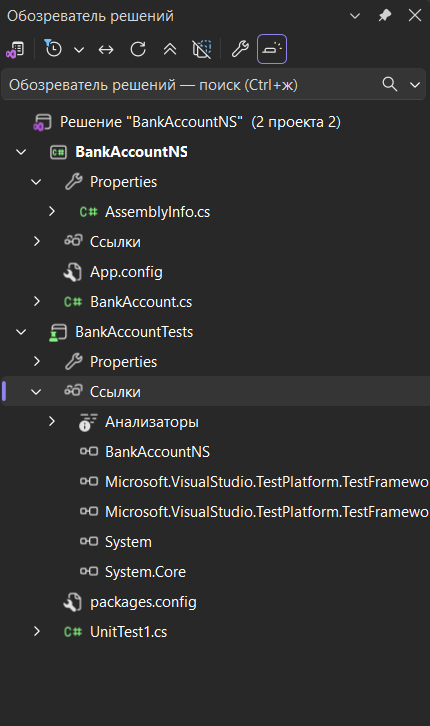 Обозреватель решений
Обозреватель решений — поиск (Ctrl+ж)
Решение "BankAccountNS" (2 проекта 2)
C# BankAccountNS
Properties
C# AssemblyInfo.cs
Ссылки
App.config
C# BankAccount.cs
BankAccountTests
Properties
Ссылки
Анализаторы
BankAccountNS
Microsoft.VisualStudio.TestPlatform.TestFramewo
Microsoft.VisualStudio.TestPlatform.TestFramewo
System
System.Core
packages.config
C# UnitTest1.cs